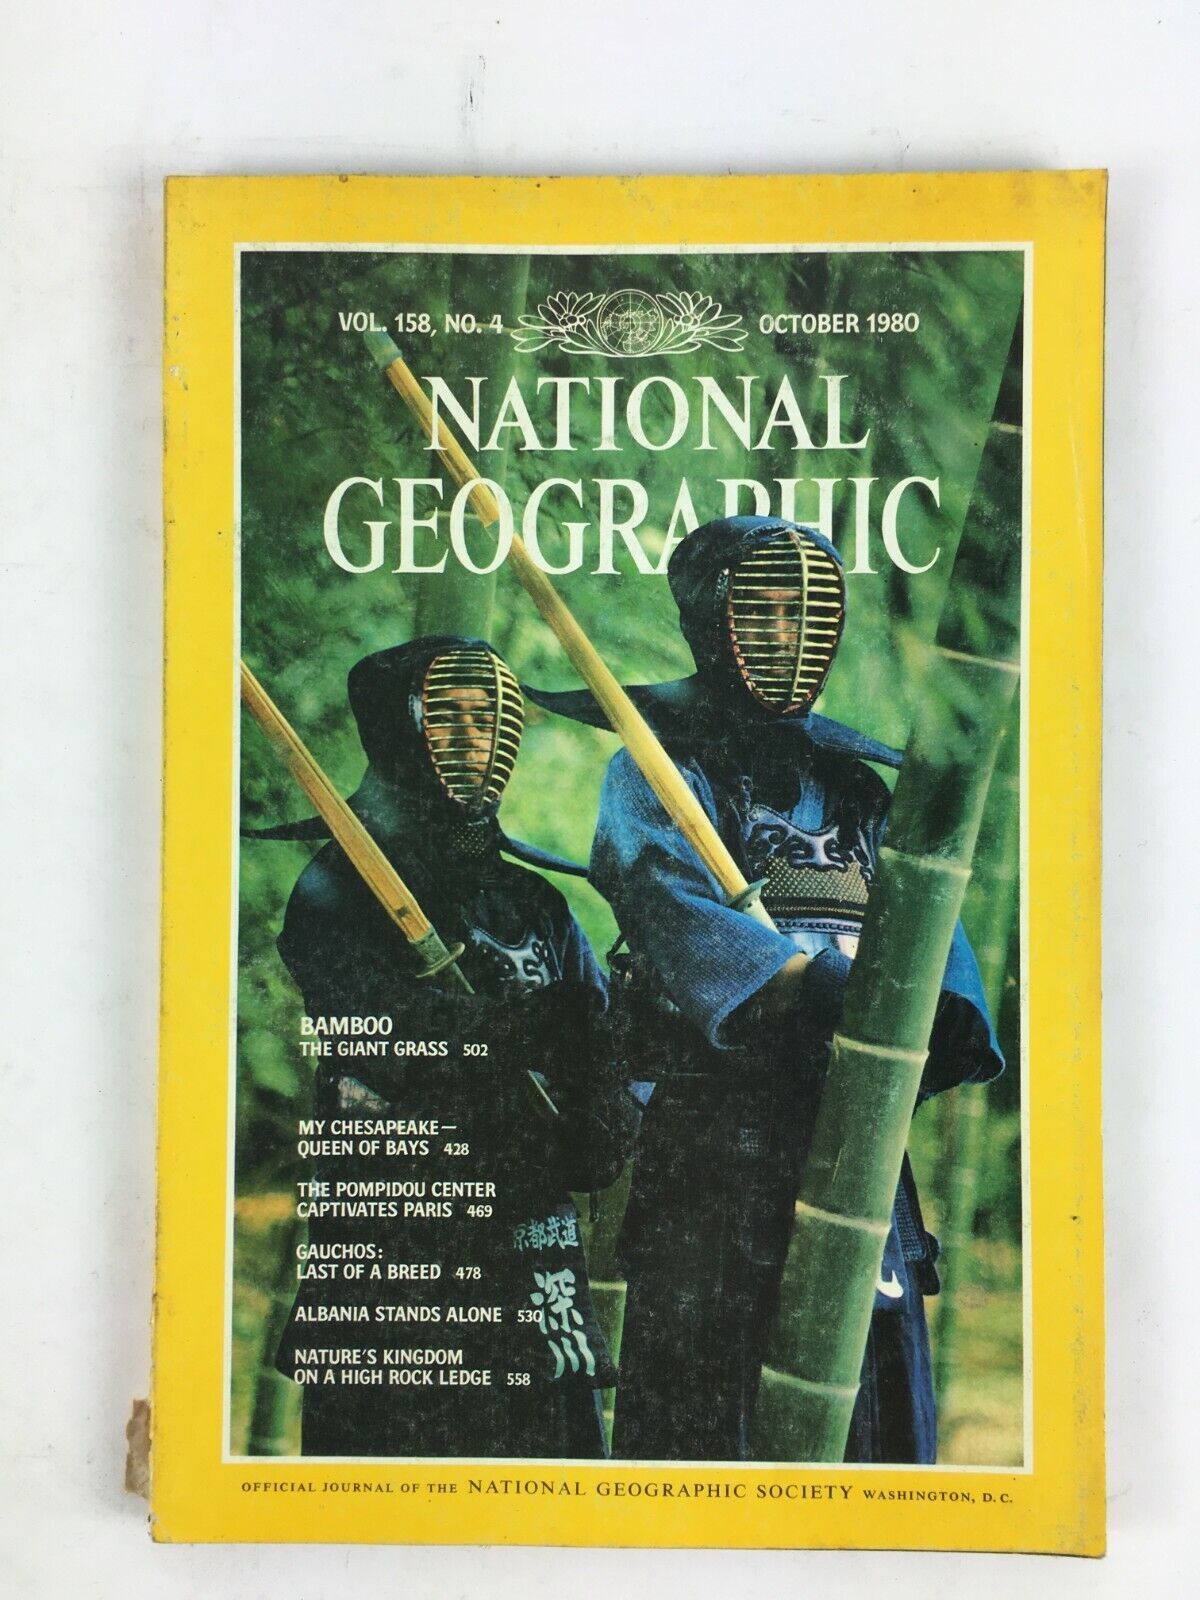 VOL. 158, NO. 4
OCTOBER 1980
NATIONAL
GEOGRAPHIC
BAMBOO
THE GIANT GRASS 502
MY CHESAPEAKE—
QUEEN OF BAYS 428
THE POMPIDOU CENTER
CAPTIVATES PARIS 469
GAUCHOS:
LAST OF A BREED 478
ALBANIA STANDS ALONE 530
NATURE'S KINGDOM
ON A HIGH ROCK LEDGE 558
京都武道
深川
OFFICIAL JOURNAL OF THE NATIONAL GEOGRAPHIC SOCIETY WASHINGTON, D.C.